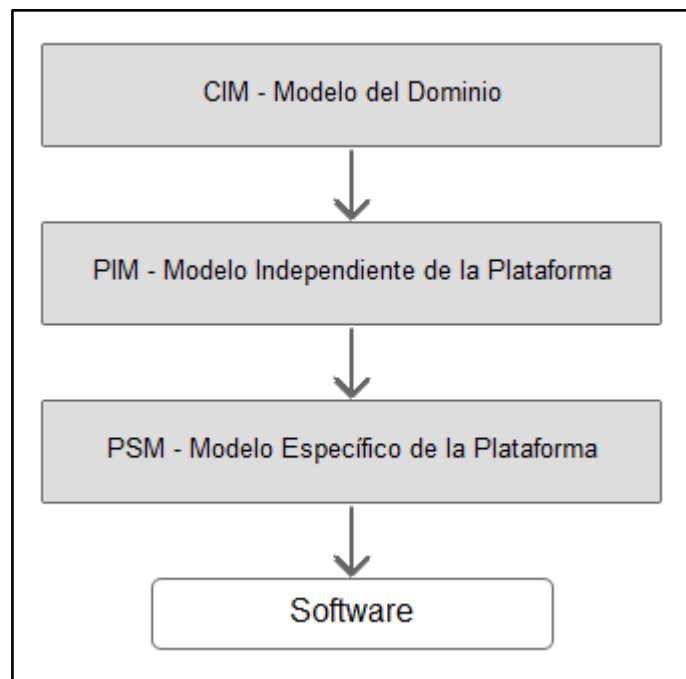 CIM - Modelo del Dominio
PIM - Modelo Independiente de la Plataforma
PSM - Modelo Específico de la Plataforma
Software